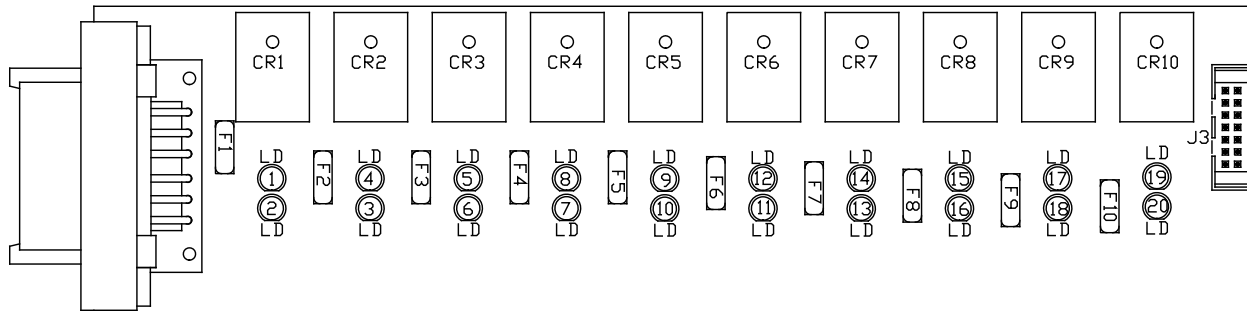 CR1 CR2 CR3 CR4 CR5 CR6 CR7 CR8 CR9 CR10
J3
F1 F2 F3 F4 F5 F6 F7 F8 F9 F10
LD LD LD LD LD LD LD LD LD LD
1 4 5 8 9 12 14 15 17 19
2 3 6 7 10 11 13 16 18 20
LD LD LD LD LD LD LD LD LD LD